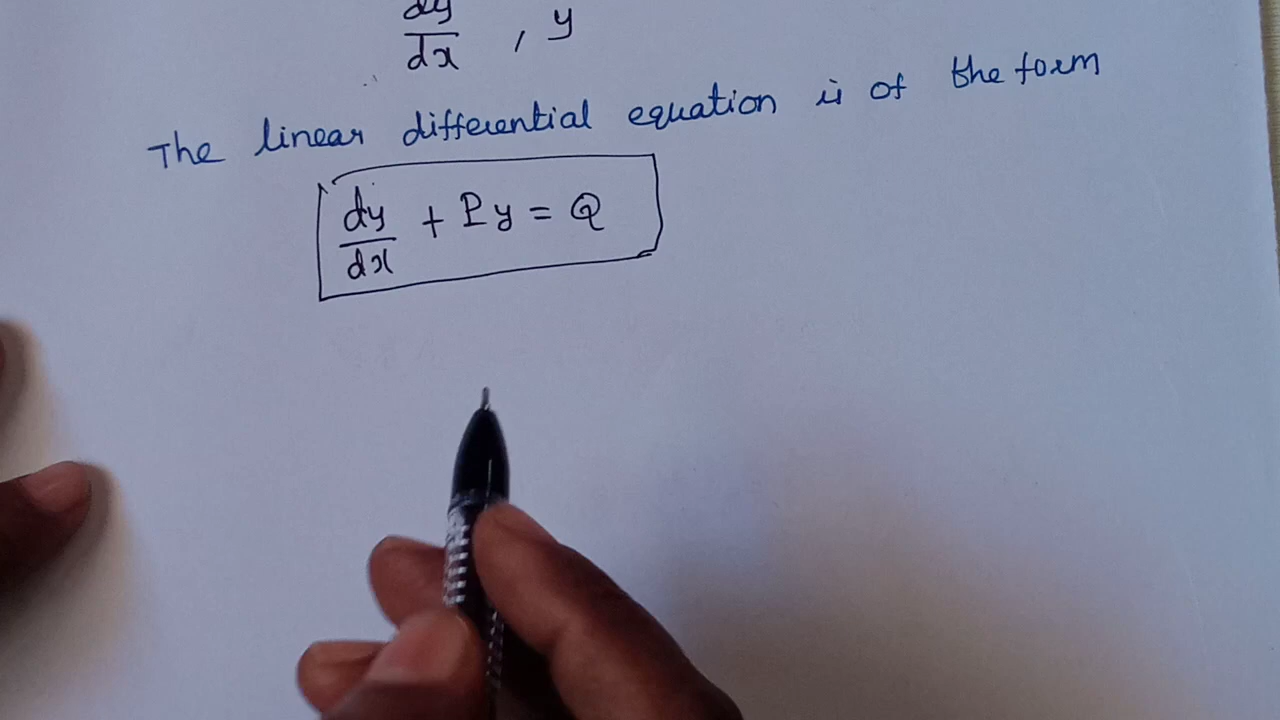 dy/dx , y
The linear differential equation is of the form
dy/dx + Py = Q